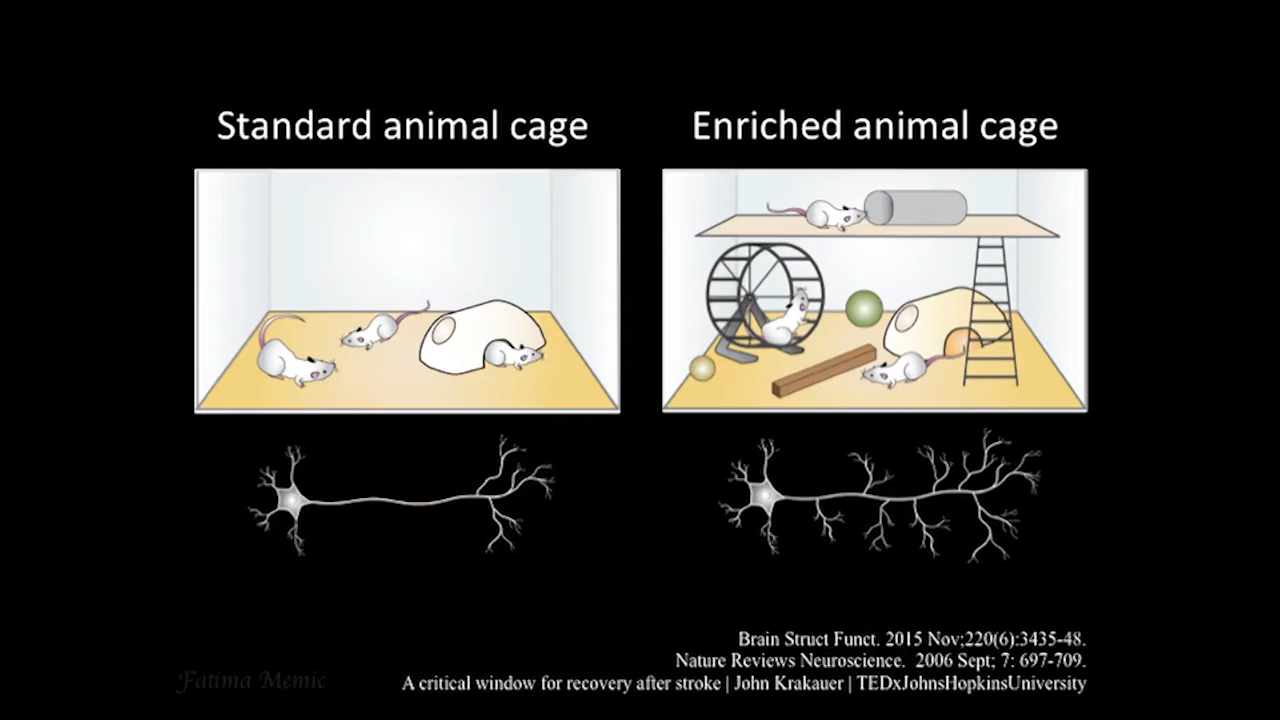 Standard animal cage
Enriched animal cage
Brain Struct Funct. 2015 Nov;220(6):3435-48.
Nature Reviews Neuroscience.  2006 Sept; 7: 697-709.
Fatima Memic
A critical window for recovery after stroke | John Krakauer | TEDxJohnsHopkinsUniversity